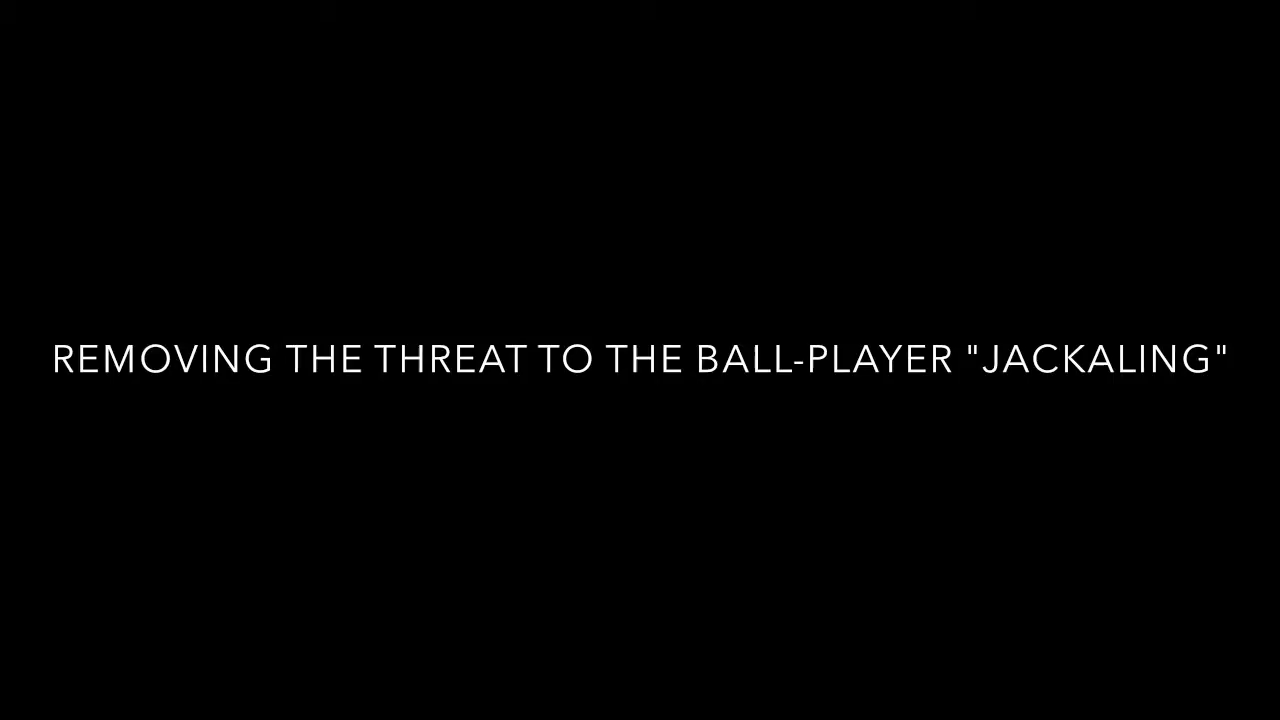 REMOVING THE THREAT TO THE BALL-PLAYER "JACKALING"